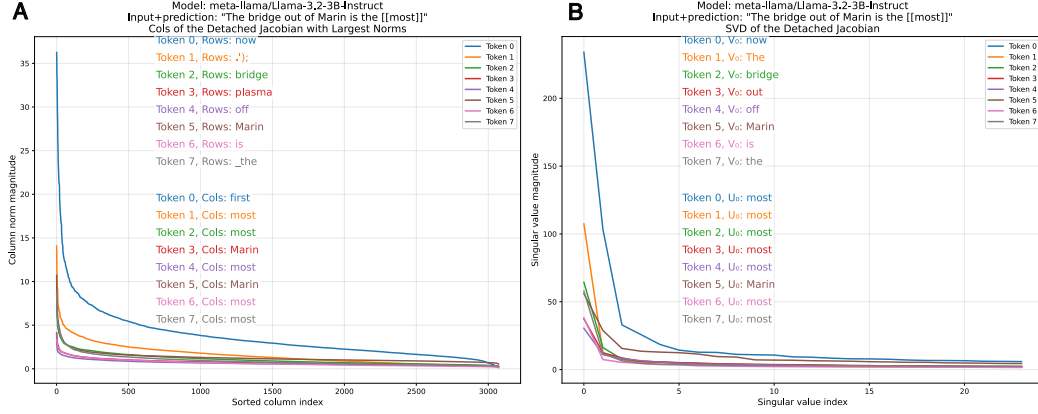 A
Model: meta-llama/Llama-3.2-3B-Instruct
Input+prediction: "The bridge out of Marin is the [[most]]"
Cols of the Detached Jacobian with Largest Norms
Token 0, Rows: now
Token 1, Rows: .');
Token 2, Rows: bridge
Token 3, Rows: plasma
Token 4, Rows: off
Token 5, Rows: Marin
Token 6, Rows: is
Token 7, Rows: _the
Token 0, Cols: first
Token 1, Cols: most
Token 2, Cols: most
Token 3, Cols: Marin
Token 4, Cols: most
Token 5, Cols: Marin
Token 6, Cols: most
Token 7, Cols: most
Token 0
Token 1
Token 2
Token 3
Token 4
Token 5
Token 6
Token 7
Column norm magnitude
35
30
25
20
15
10
5
0
0
500
1000
1500
2000
2500
3000
Sorted column index
B
Model: meta-llama/Llama-3.2-3B-Instruct
Input+prediction: "The bridge out of Marin is the [[most]]"
SVD of the Detached Jacobian
Token 0, V₀: now
Token 1, V₀: The
Token 2, V₀: bridge
Token 3, V₀: out
Token 4, V₀: off
Token 5, V₀: Marin
Token 6, V₀: is
Token 7, V₀: the
Token 0, U₀: most
Token 1, U₀: most
Token 2, U₀: most
Token 3, U₀: most
Token 4, U₀: most
Token 5, U₀: Marin
Token 6, U₀: most
Token 7, U₀: most
Token 0
Token 1
Token 2
Token 3
Token 4
Token 5
Token 6
Token 7
Singular value magnitude
200
150
100
50
0
0
5
10
15
20
Singular value index